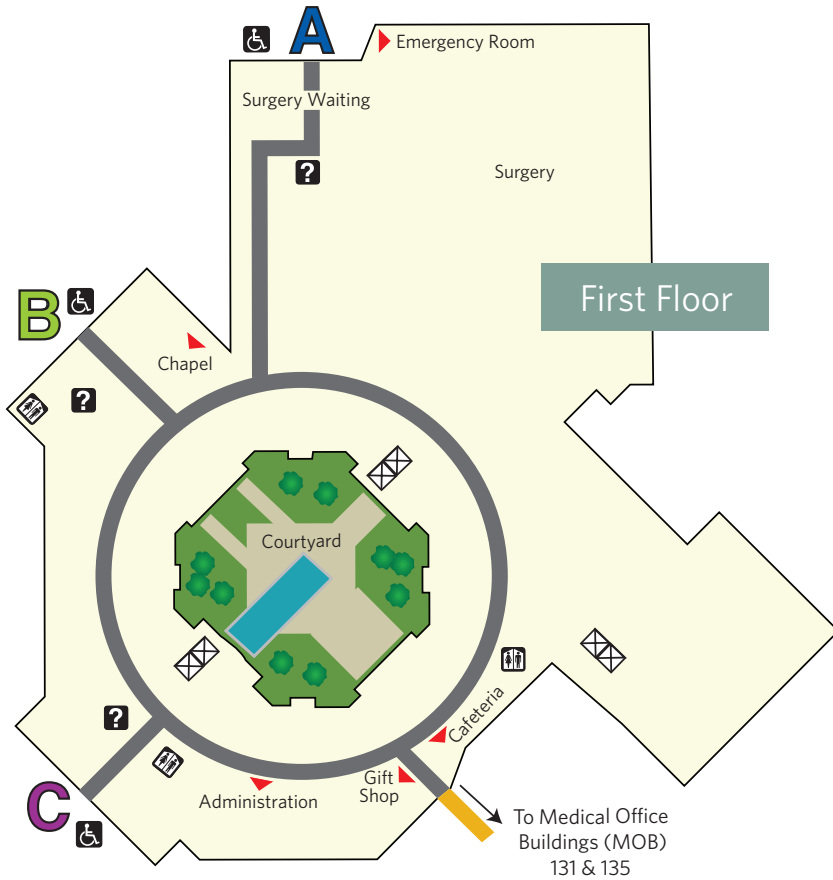 A
Emergency Room
Surgery Waiting
?
Surgery
First Floor
B
Chapel
?
Courtyard
?
Cafeteria
C
Administration
Gift
Shop
To Medical Office
Buildings (MOB)
131 & 135